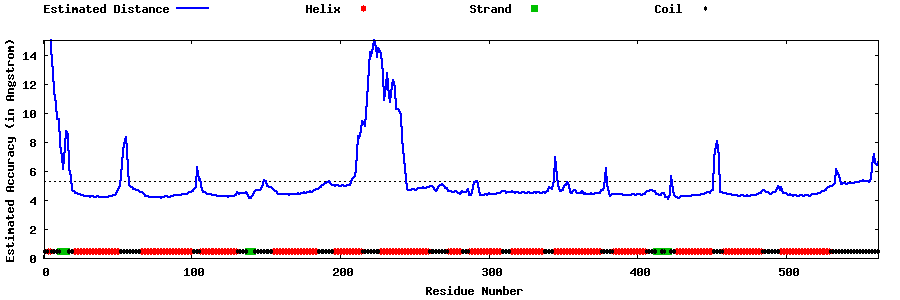 Estimated Distance Helix Strand Coil
Estimated Accuracy (in Angstrom)
14
12
10
8
6
4
2
0
0 100 200 300 400 500
Residue Number